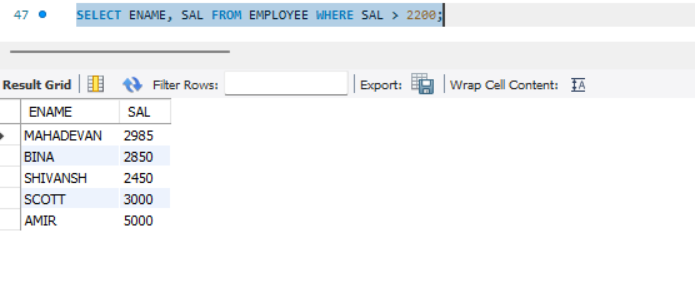 47 SELECT ENAME, SAL FROM EMPLOYEE WHERE SAL > 2200;
Result Grid Filter Rows: Export: Wrap Cell Content: IA
ENAME SAL
MAHADEVAN 2985
BINA 2850
SHIVANSH 2450
SCOTT 3000
AMIR 5000